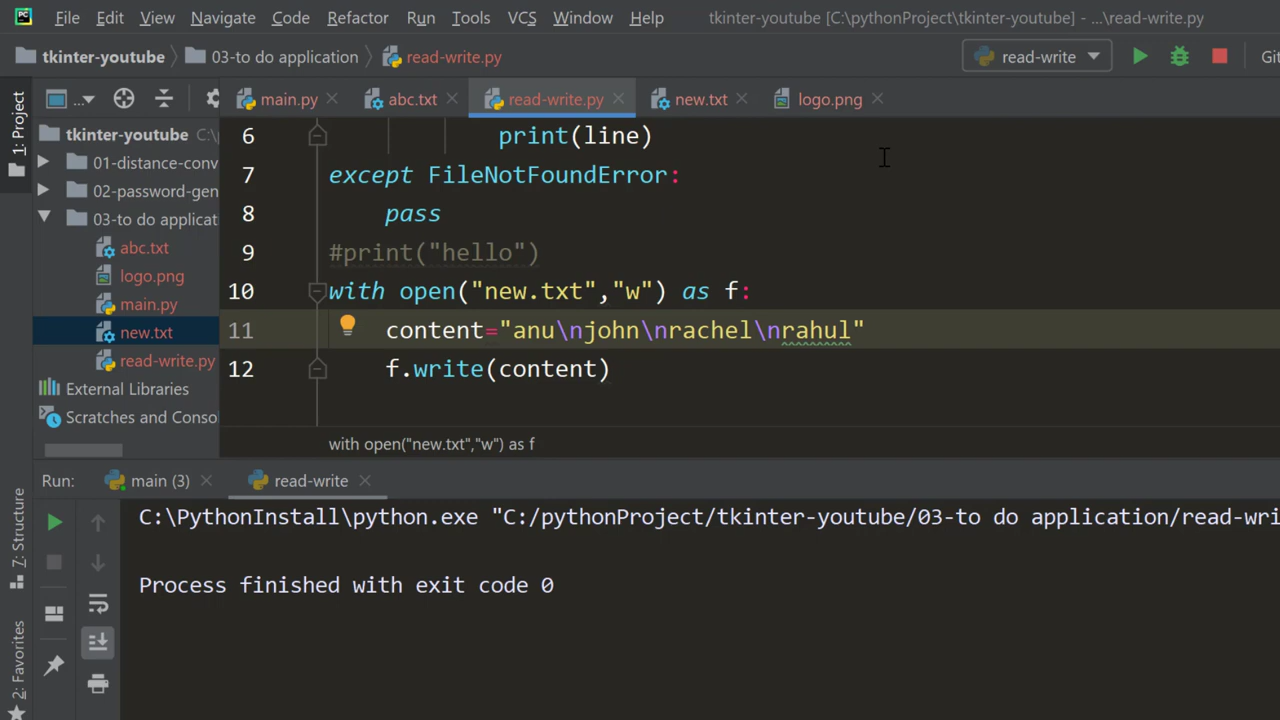 PC File Edit View Navigate Code Refactor Run Tools VCS Window Help tkinter-youtube [C:\pythonProject\tkinter-youtube] - ...\read-write.py
tkinter-youtube 03-to do application read-write.py read-write Git
... main.py abc.txt read-write.py new.txt logo.png
1: Project
tkinter-youtube C:\
01-distance-conv
02-password-gen
03-to do applicat
abc.txt
logo.png
main.py
new.txt
read-write.py
External Libraries
Scratches and Conso
6 print(line)
7 except FileNotFoundError:
8 pass
9 #print("hello")
10 with open("new.txt","w") as f:
11 content="anu\njohn\nrachel\nrahul"
12 f.write(content)
with open("new.txt","w") as f
Run: main (3) read-write
C:\PythonInstall\python.exe "C:/pythonProject/tkinter-youtube/03-to do application/read-wri
Process finished with exit code 0
7: Structure
2: Favorites